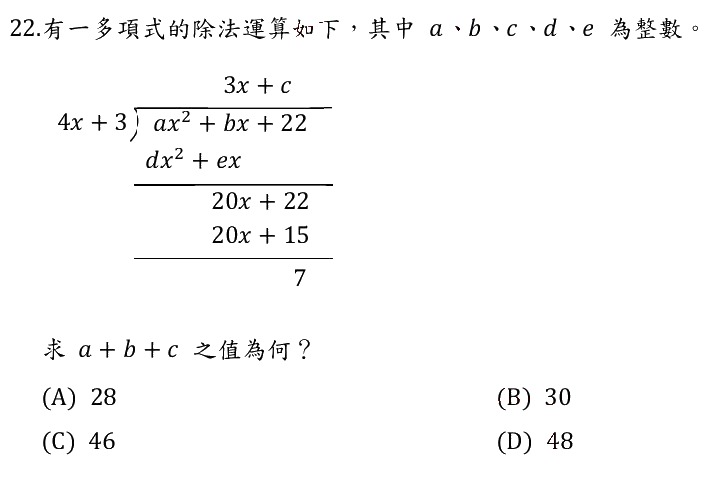 22.有一多項式的除法運算如下，其中 a、b、c、d、e 為整數。
3x + c
4x + 3) ax² + bx + 22
dx² + ex
20x + 22
20x + 15
7
求 a + b + c 之值為何？
(A) 28 (B) 30
(C) 46 (D) 48